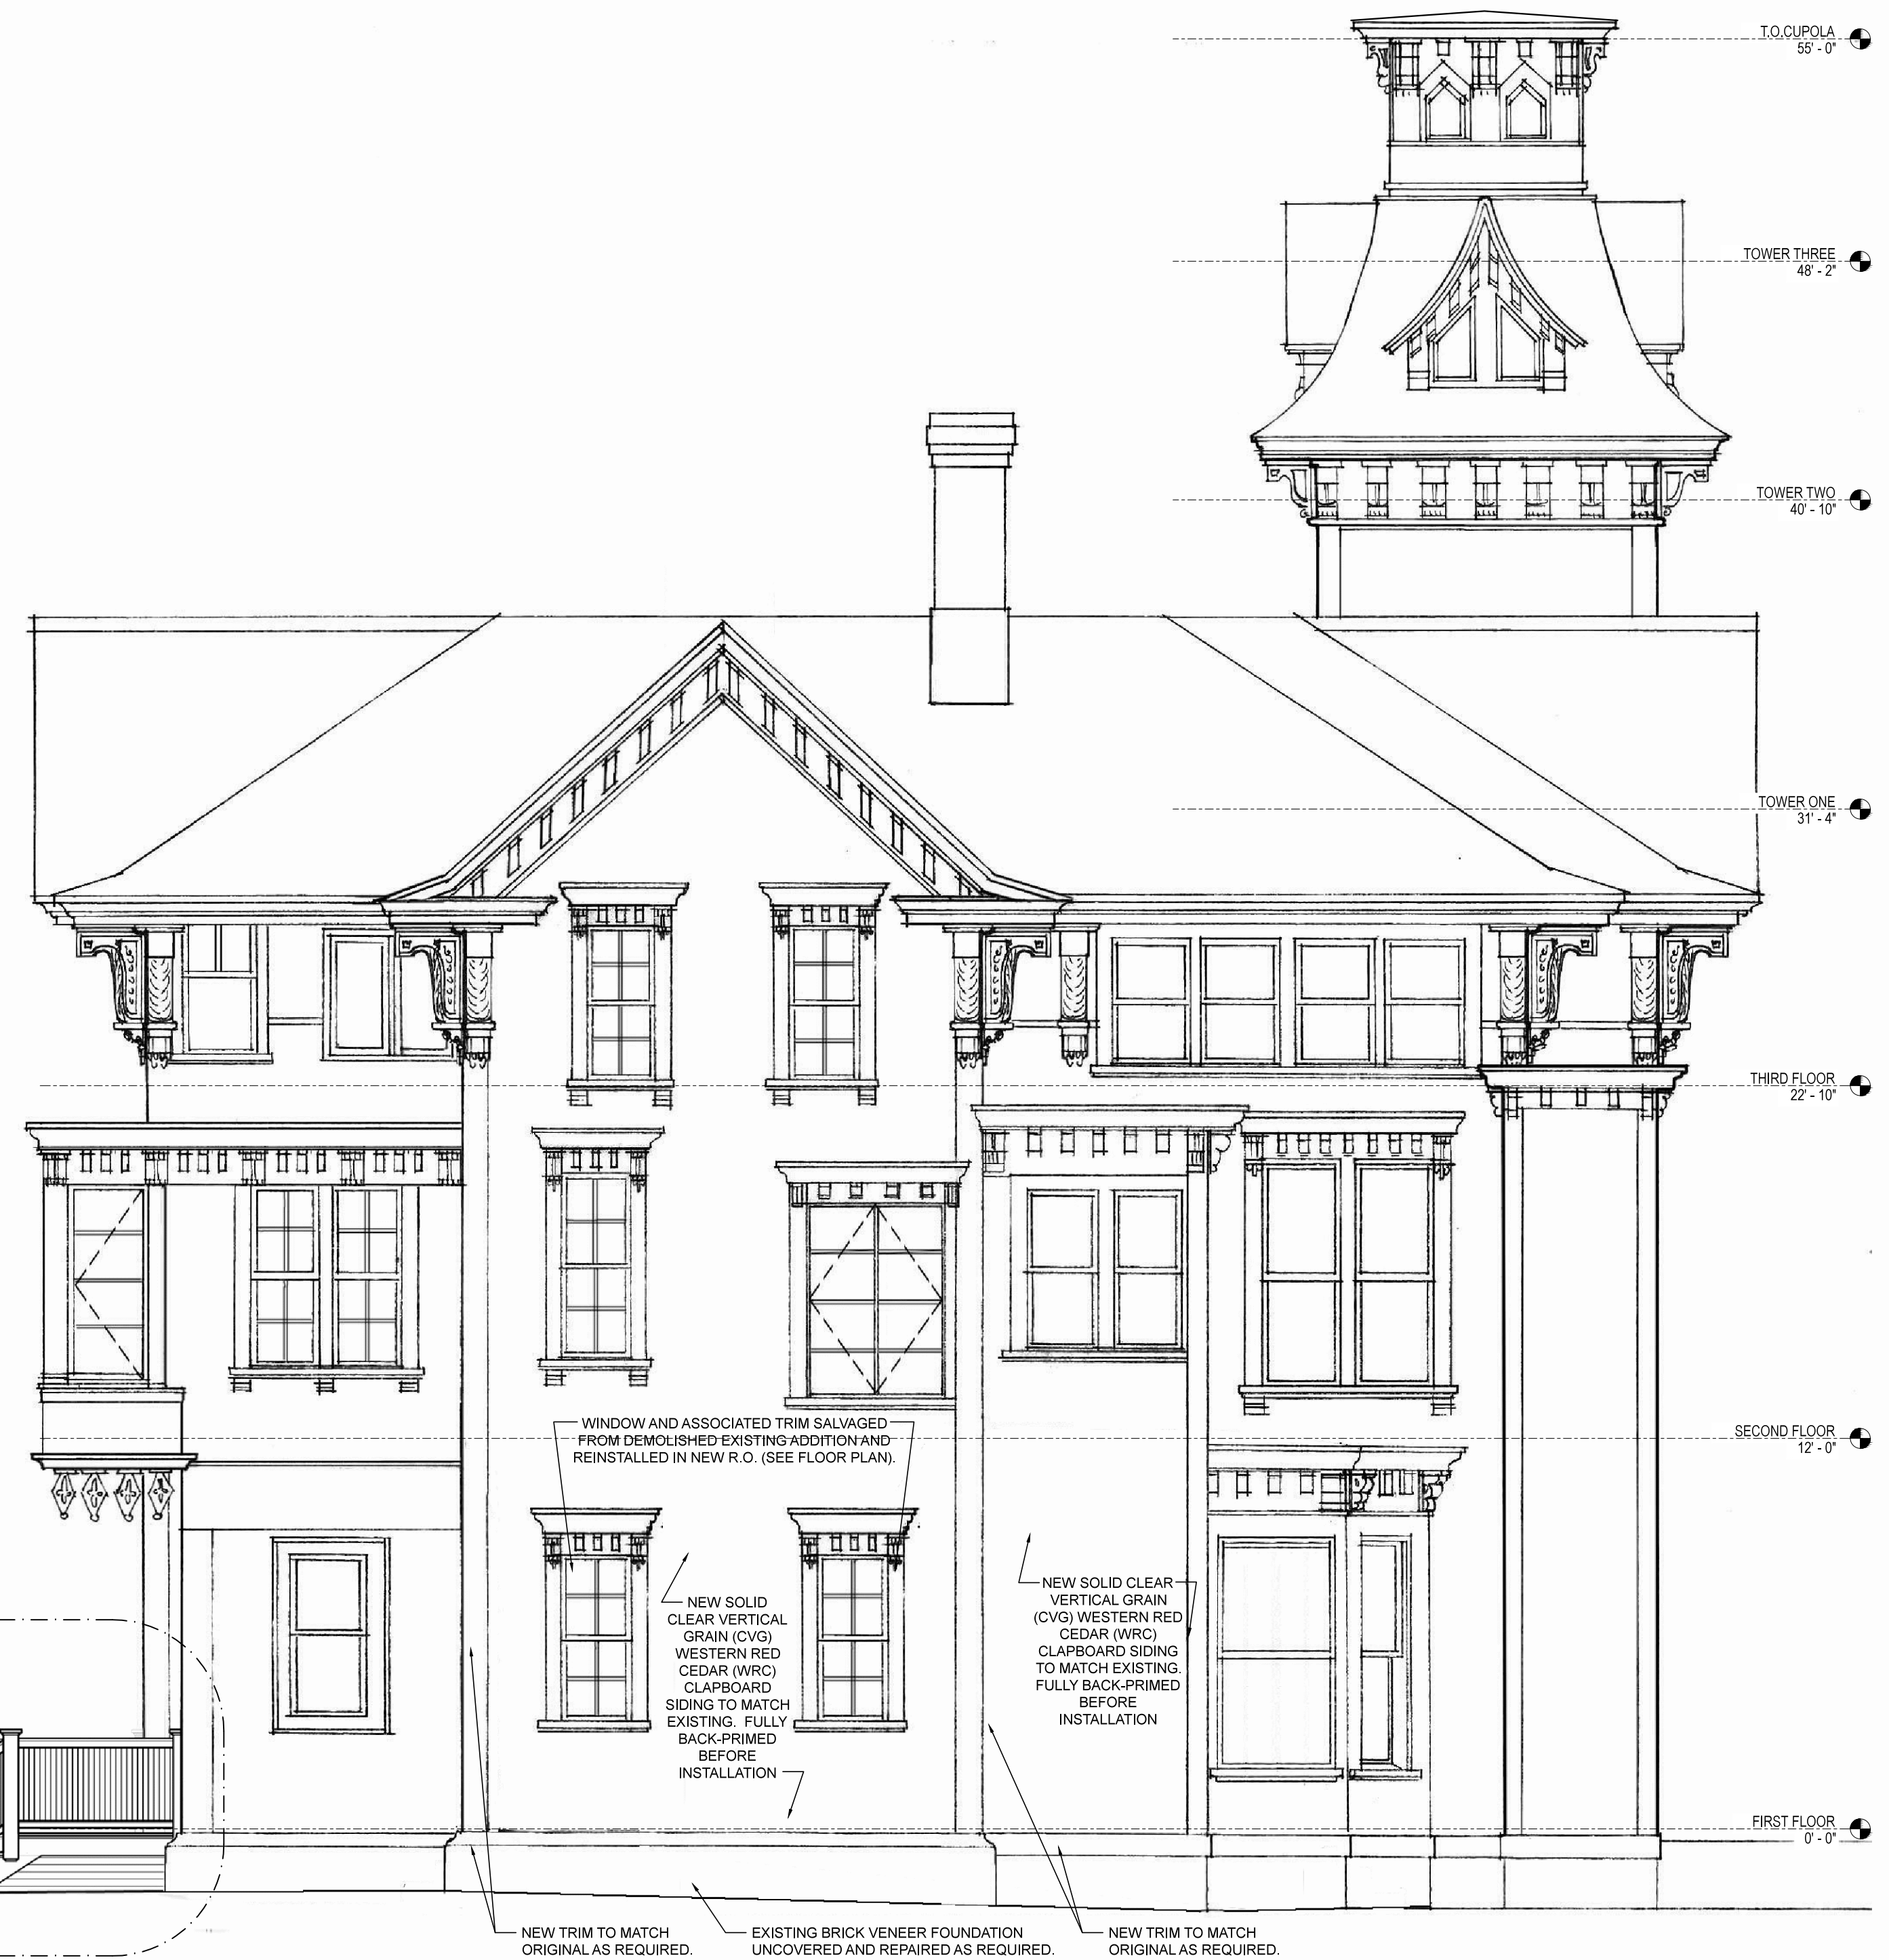 T.O.CUPOLA
55' - 0"
TOWER THREE
48' - 2"
TOWER TWO
40' - 10"
TOWER ONE
31' - 4"
THIRD FLOOR
22' - 10"
SECOND FLOOR
12' - 0"
WINDOW AND ASSOCIATED TRIM SALVAGED
FROM DEMOLISHED EXISTING ADDITION AND
REINSTALLED IN NEW R.O. (SEE FLOOR PLAN).
NEW SOLID
CLEAR VERTICAL
GRAIN (CVG)
WESTERN RED
CEDAR (WRC)
CLAPBOARD
SIDING TO MATCH
EXISTING.  FULLY
BACK-PRIMED
BEFORE
INSTALLATION
NEW SOLID CLEAR
VERTICAL GRAIN
(CVG) WESTERN RED
CEDAR (WRC)
CLAPBOARD SIDING
TO MATCH EXISTING.
FULLY BACK-PRIMED
BEFORE
INSTALLATION
FIRST FLOOR
0' - 0"
NEW TRIM TO MATCH
ORIGINAL AS REQUIRED.
EXISTING BRICK VENEER FOUNDATION
UNCOVERED AND REPAIRED AS REQUIRED.
NEW TRIM TO MATCH
ORIGINAL AS REQUIRED.